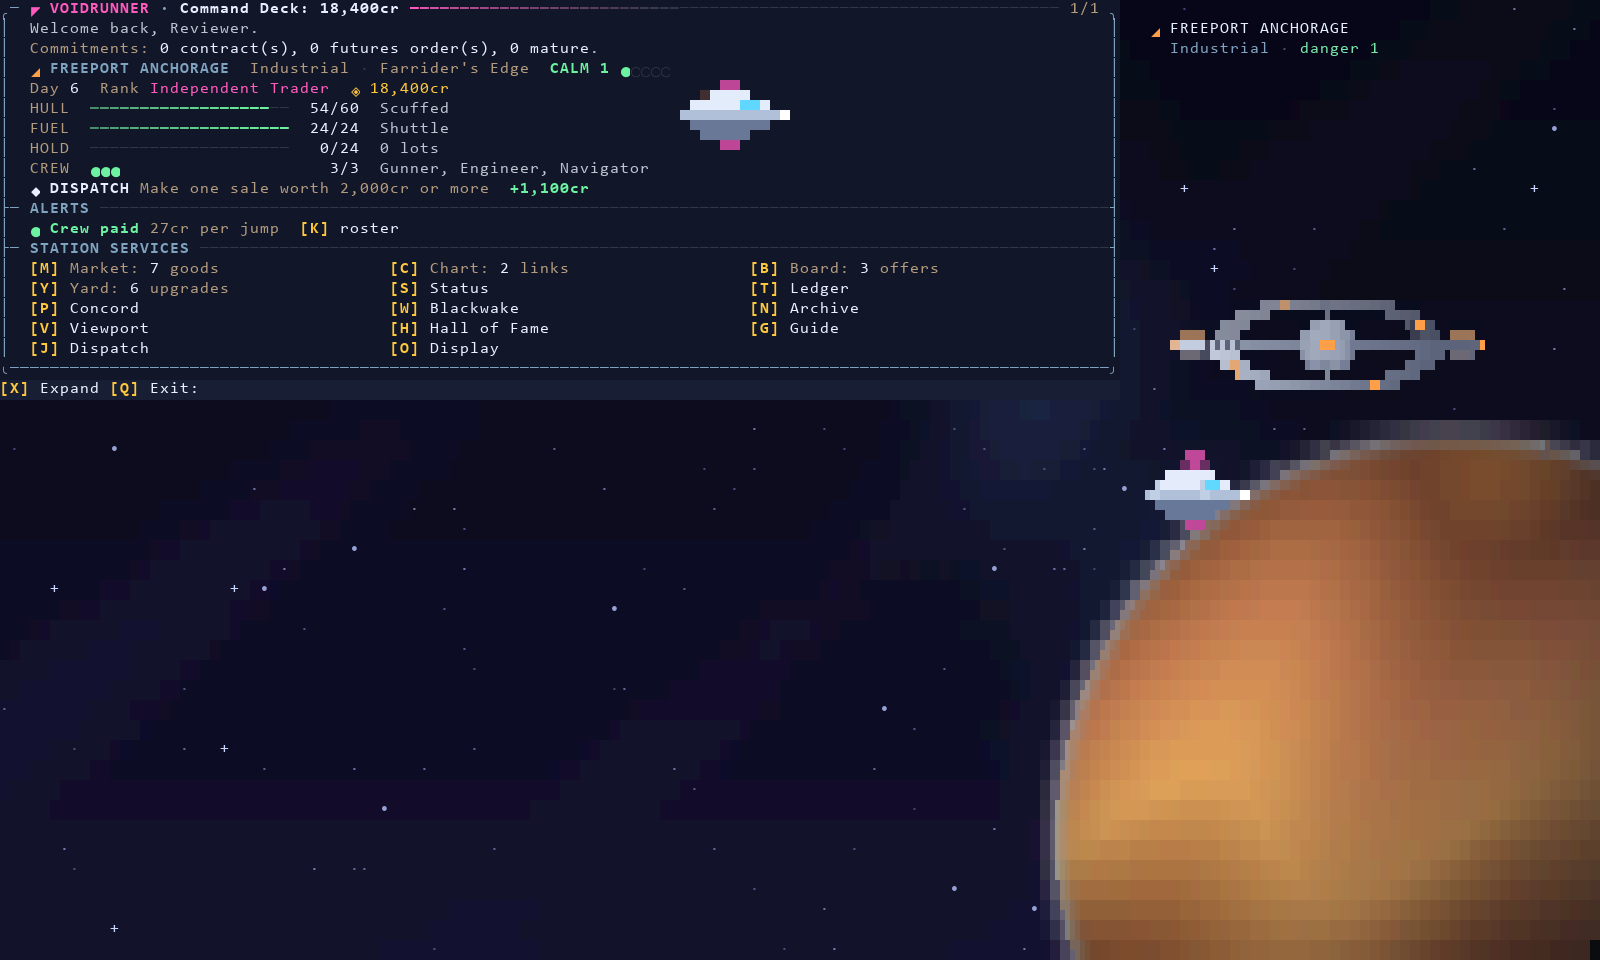 VOIDRUNNER · Command Deck: 18,400cr 1/1
Welcome back, Reviewer.
Commitments: 0 contract(s), 0 futures order(s), 0 mature.
FREEPORT ANCHORAGE Industrial · Farrider's Edge CALM 1
Day 6 Rank Independent Trader 18,400cr
HULL 54/60 Scuffed
FUEL 24/24 Shuttle
HOLD 0/24 0 lots
CREW 3/3 Gunner, Engineer, Navigator
DISPATCH Make one sale worth 2,000cr or more +1,100cr
ALERTS
Crew paid 27cr per jump [K] roster
STATION SERVICES
[M] Market: 7 goods [C] Chart: 2 links [B] Board: 3 offers
[Y] Yard: 6 upgrades [S] Status [T] Ledger
[P] Concord [W] Blackwake [N] Archive
[V] Viewport [H] Hall of Fame [G] Guide
[J] Dispatch [O] Display
[X] Expand [Q] Exit:
FREEPORT ANCHORAGE
Industrial · danger 1